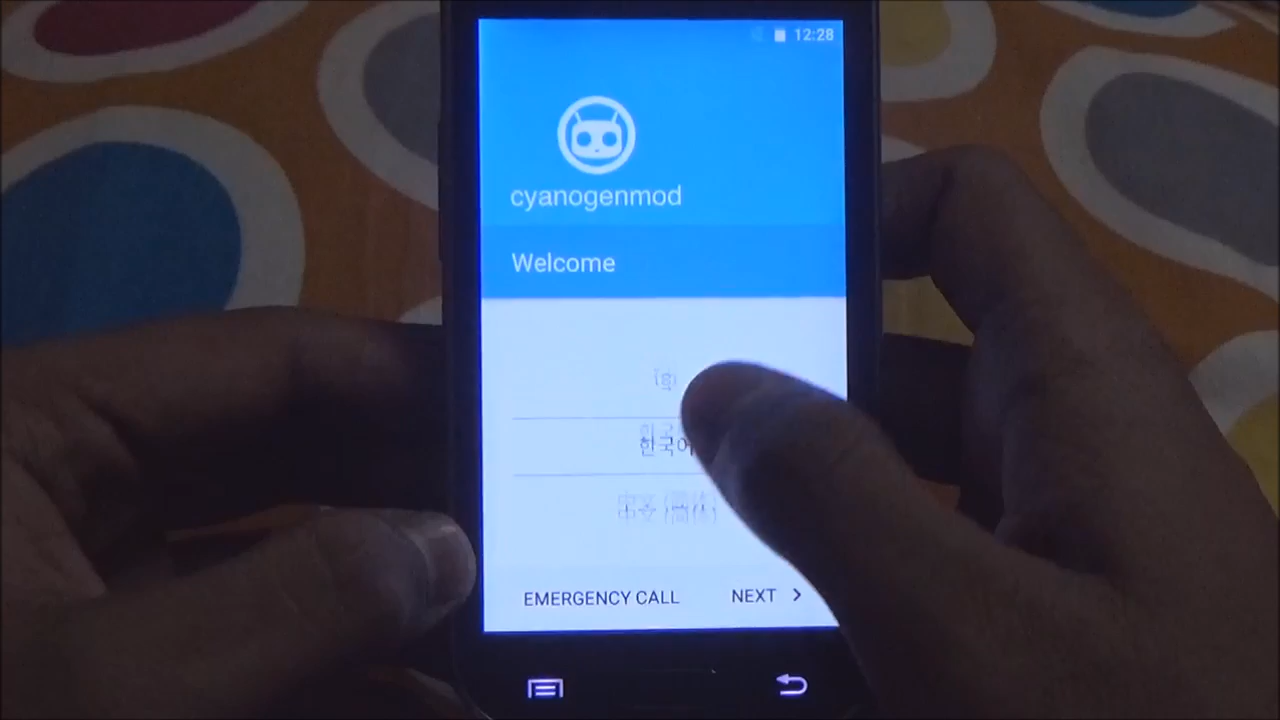 12:28
cyanogenmod
Welcome
한국어
中文 (简体)
EMERGENCY CALL
NEXT